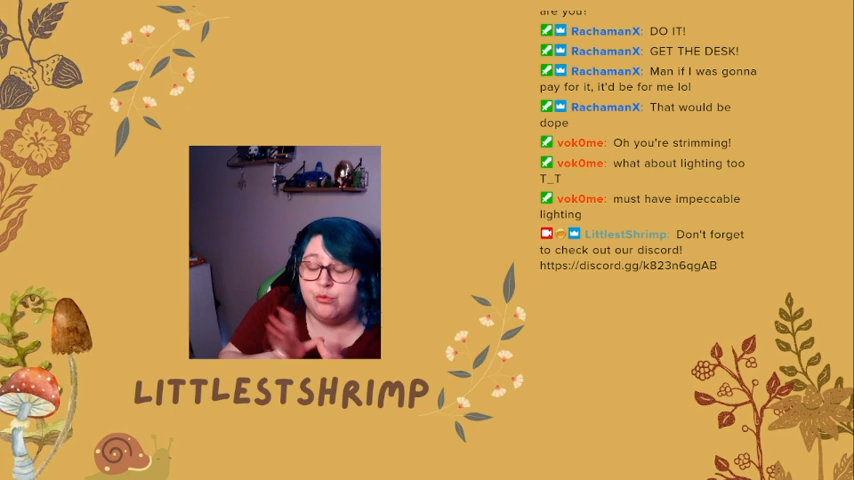 are you?
RachamanX: DO IT!
RachamanX: GET THE DESK!
RachamanX: Man if I was gonna
pay for it, it'd be for me lol
RachamanX: That would be
dope
vok0me: Oh you're strimming!
vok0me: what about lighting too
T_T
vok0me: must have impeccable
lighting
LittlestShrimp: Don't forget
to check out our discord!
https://discord.gg/k823n6qgAB
LITTLESTSHRIMP